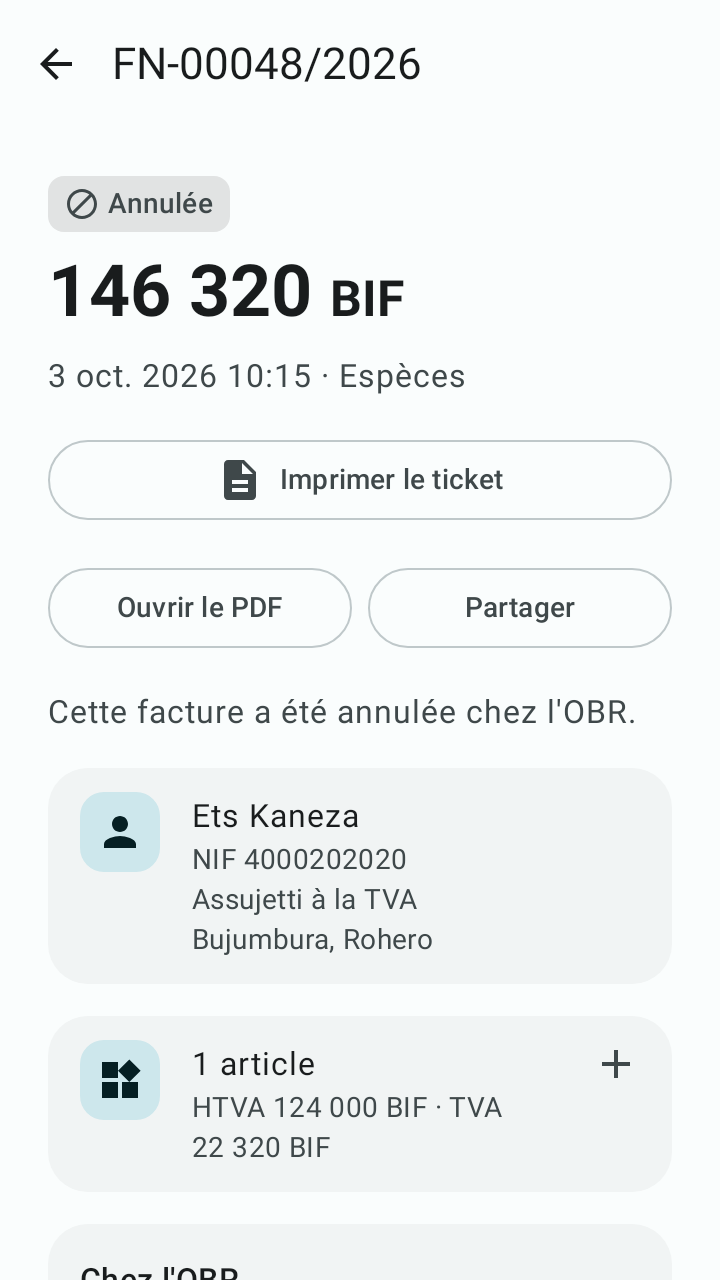 FN-00048/2026
Annulée
146 320 BIF
3 oct. 2026 10:15 · Espèces
Imprimer le ticket
Ouvrir le PDF
Partager
Cette facture a été annulée chez l'OBR.
Ets Kaneza
NIF 4000202020
Assujetti à la TVA
Bujumbura, Rohero
1 article
HTVA 124 000 BIF · TVA
22 320 BIF
Chez l'OBR